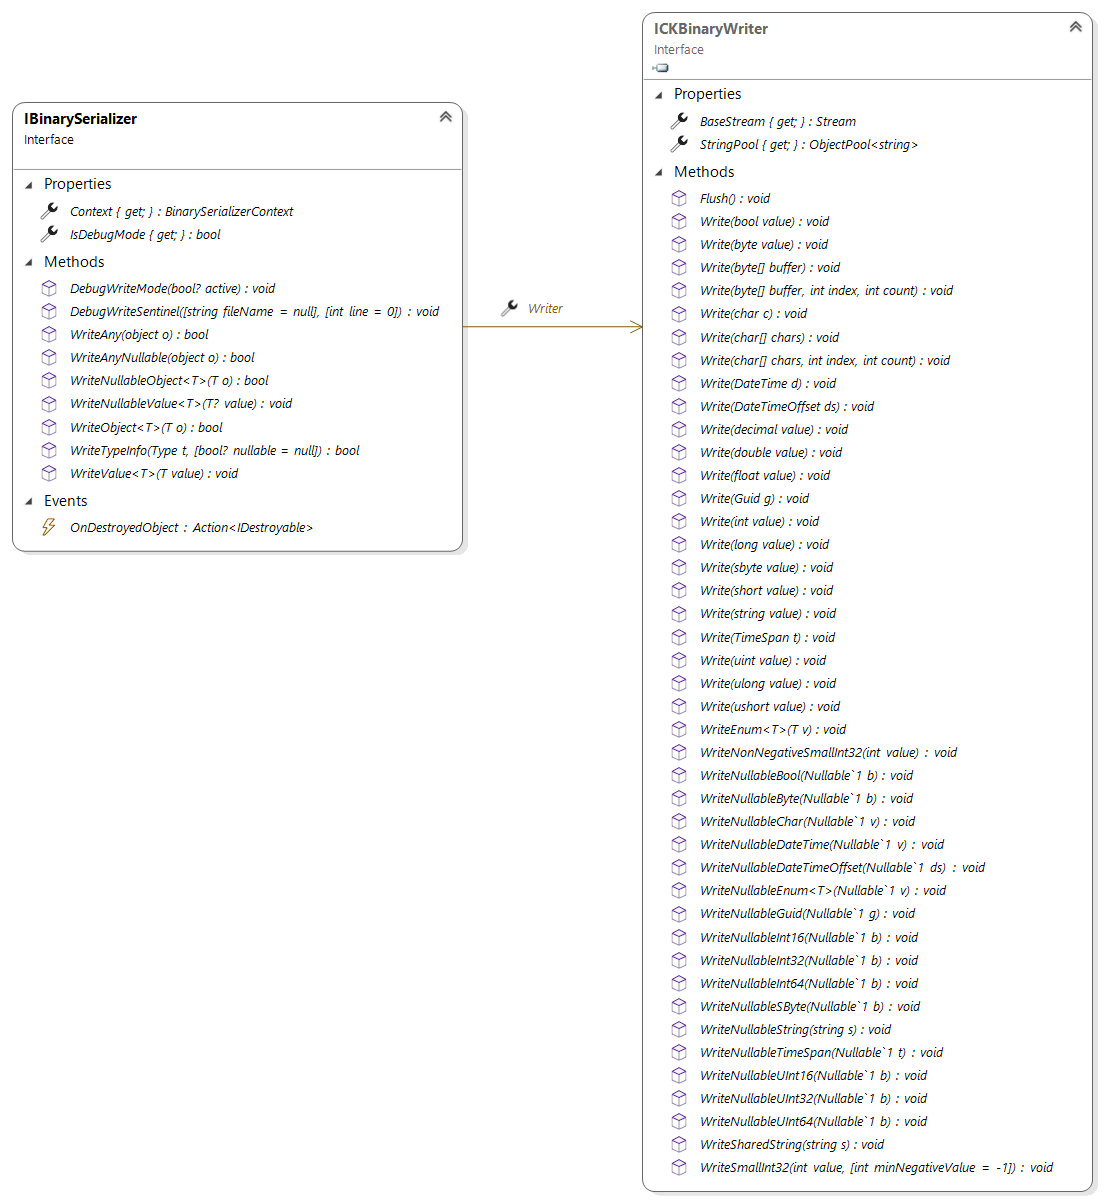 IBinarySerializer
Interface
Properties
Context { get; } : BinarySerializerContext
IsDebugMode { get; } : bool
Methods
DebugWriteMode(bool? active) : void
DebugWriteSentinel([string fileName = null], [int line = 0]) : void
WriteAny(object o) : bool
WriteAnyNullable(object o) : bool
WriteNullableObject<T>(T o) : bool
WriteNullableValue<T>(T? value) : void
WriteObject<T>(T o) : bool
WriteTypeInfo(Type t, [bool? nullable = null]) : bool
WriteValue<T>(T value) : void
Events
OnDestroyedObject : Action<IDestroyable>
Writer
ICKBinaryWriter
Interface
Properties
BaseStream { get; } : Stream
StringPool { get; } : ObjectPool<string>
Methods
Flush() : void
Write(bool value) : void
Write(byte value) : void
Write(byte[] buffer) : void
Write(byte[] buffer, int index, int count) : void
Write(char c) : void
Write(char[] chars) : void
Write(char[] chars, int index, int count) : void
Write(DateTime d) : void
Write(DateTimeOffset ds) : void
Write(decimal value) : void
Write(double value) : void
Write(float value) : void
Write(Guid g) : void
Write(int value) : void
Write(long value) : void
Write(sbyte value) : void
Write(short value) : void
Write(string value) : void
Write(TimeSpan t) : void
Write(uint value) : void
Write(ulong value) : void
Write(ushort value) : void
WriteEnum<T>(T v) : void
WriteNonNegativeSmallInt32(int value) : void
WriteNullableBool(Nullable`1 b) : void
WriteNullableByte(Nullable`1 b) : void
WriteNullableChar(Nullable`1 v) : void
WriteNullableDateTime(Nullable`1 v) : void
WriteNullableDateTimeOffset(Nullable`1 ds) : void
WriteNullableEnum<T>(Nullable`1 v) : void
WriteNullableGuid(Nullable`1 g) : void
WriteNullableInt16(Nullable`1 b) : void
WriteNullableInt32(Nullable`1 b) : void
WriteNullableInt64(Nullable`1 b) : void
WriteNullableSByte(Nullable`1 b) : void
WriteNullableString(string s) : void
WriteNullableTimeSpan(Nullable`1 t) : void
WriteNullableUInt16(Nullable`1 b) : void
WriteNullableUInt32(Nullable`1 b) : void
WriteNullableUInt64(Nullable`1 b) : void
WriteSharedString(string s) : void
WriteSmallInt32(int value, [int minNegativeValue = -1]) : void